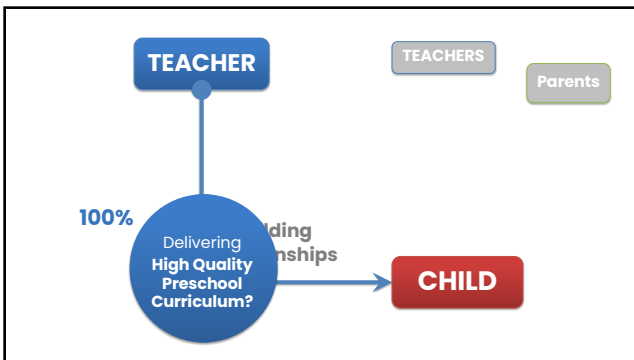 TEACHER
TEACHERS
Parents
100%
Delivering
High Quality
Preschool
Curriculum?
CHILD